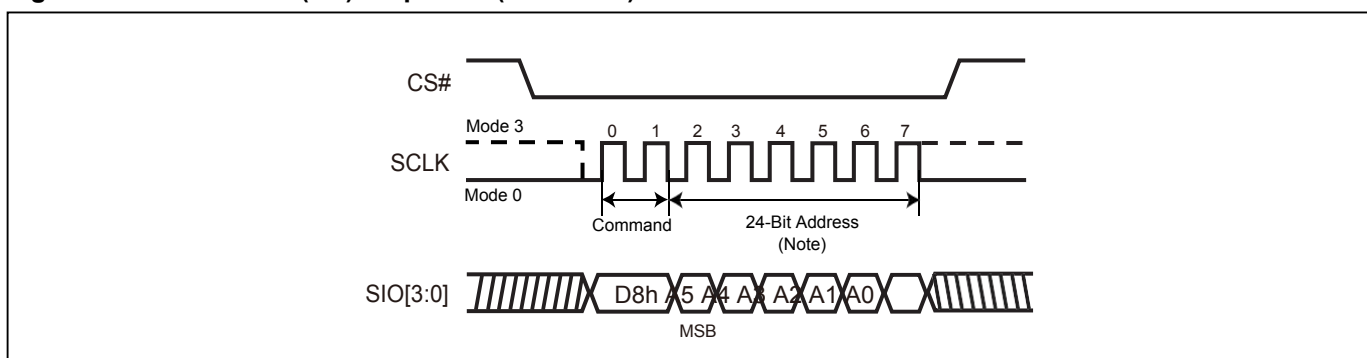 CS#
Mode 3
0 1 2 3 4 5 6 7
SCLK
Mode 0
Command
24-Bit Address
(Note)
SIO[3:0]
D8h A5 A4 A3 A2 A1 A0
MSB